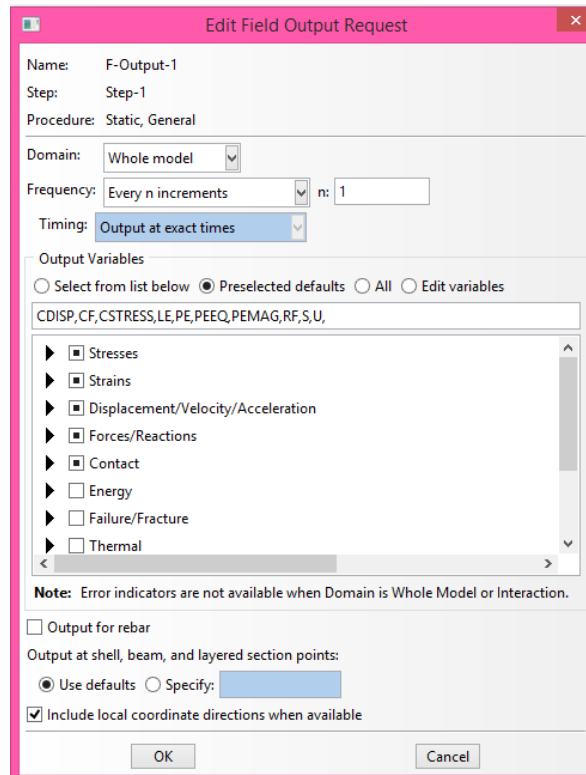 Edit Field Output Request
Name: F-Output-1
Step: Step-1
Procedure: Static, General
Domain: Whole model
Frequency: Every n increments n: 1
Timing: Output at exact times
Output Variables
Select from list below Preselected defaults All Edit variables
CDISP,CF,CSTRESS,LE,PE,PEEQ,PEMAG,RF,S,U,
Stresses
Strains
Displacement/Velocity/Acceleration
Forces/Reactions
Contact
Energy
Failure/Fracture
Thermal
Note: Error indicators are not available when Domain is Whole Model or Interaction.
Output for rebar
Output at shell, beam, and layered section points:
Use defaults Specify:
Include local coordinate directions when available
OK Cancel